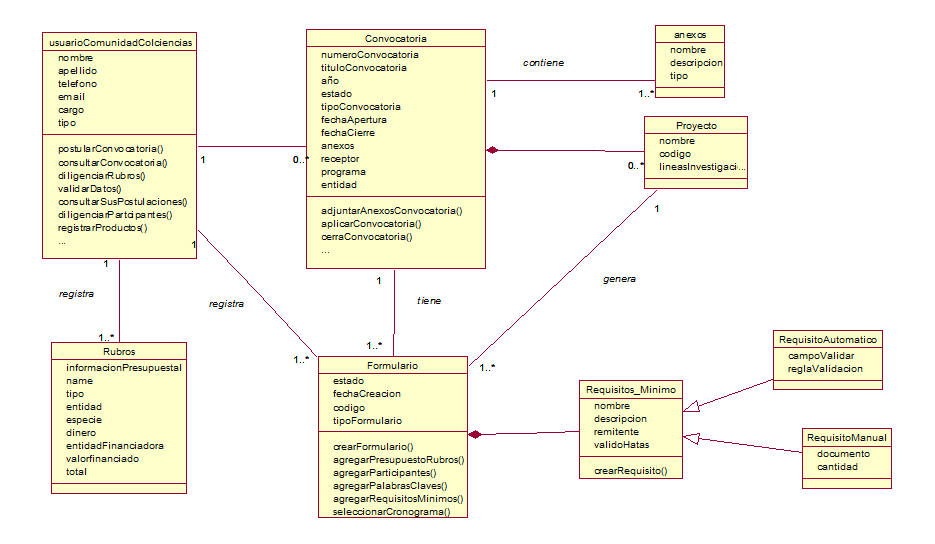 usuarioComunidadColciencias
nombre
apellido
telefono
email
cargo
tipo
postularConvocatoria()
consultarConvocatoria()
diligenciarRubros()
validarDatos()
consultarSusPostulaciones()
diligenciarPartcipantes()
registrarProductos()
...
1
0..*
1
1
registra
1..*
registra
1..*
Convocatoria
numeroConvocatoria
tituloConvocatoria
año
estado
tipoConvocatoria
fechaApertura
fechaCierre
anexos
receptor
programa
entidad
adjuntarAnexosConvocatoria()
aplicarConvocatoria()
cerraConvocatoria()
...
contiene
1
1..*
anexos
nombre
descripcion
tipo
Proyecto
nombre
codigo
lineasInvestigaci...
0..*
1
genera
1..*
1
tiene
1..*
Rubros
informacionPresupuestal
name
tipo
entidad
especie
dinero
entidadFinanciadora
valorfinanciado
total
Formulario
estado
fechaCreacion
codigo
tipoFormulario
crearFormulario()
agregarPresupuestoRubros()
agregarParticipantes()
agregarPalabrasClaves()
agregarRequisitosMinimos()
seleccionarCronograma()
Requisitos_Minimo
nombre
descripcion
remitente
validoHatas
crearRequisito()
RequisitoAutomatico
campoValidar
reglaValidacion
RequisitoManual
documento
cantidad